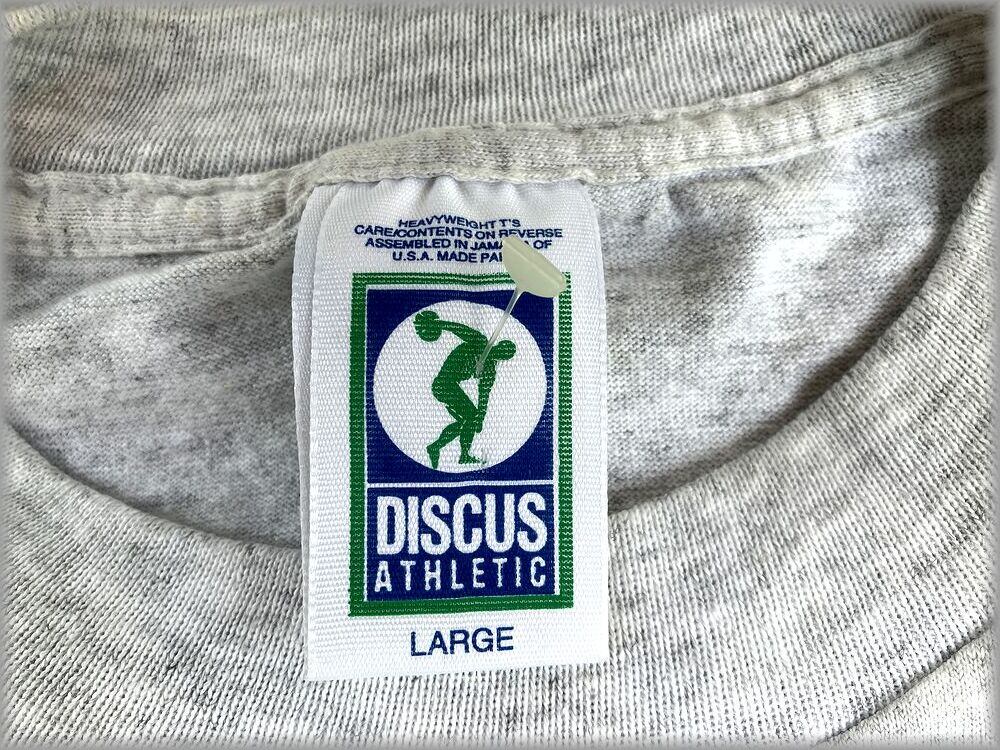 HEAVYWEIGHT T'S
CARE/CONTENTS ON REVERSE
ASSEMBLED IN OF
U.S.A. MADE
DISCUS
ATHLETIC
LARGE